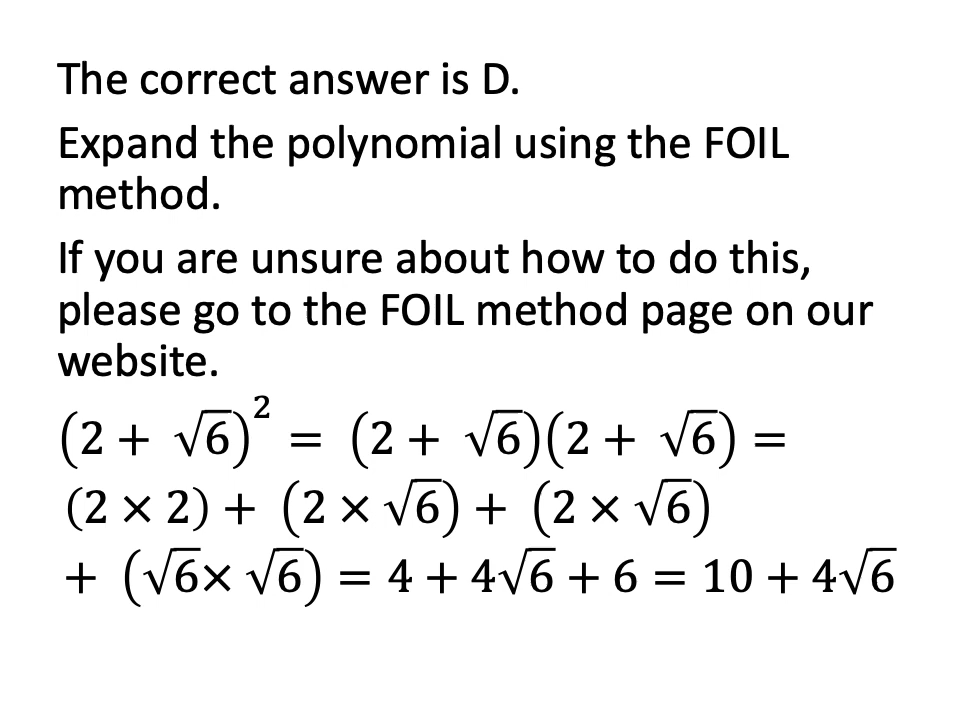 The correct answer is D.
Expand the polynomial using the FOIL
method.
If you are unsure about how to do this,
please go to the FOIL method page on our
website.
(2 + √6)² = (2 + √6)(2 + √6) =
(2 × 2) + (2 × √6) + (2 × √6)
+ (√6× √6) = 4 + 4√6 + 6 = 10 + 4√6